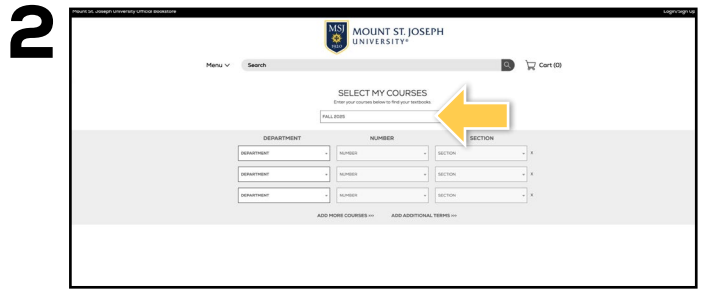 2
Mount St. Joseph University Official Bookstore
Login/Sign Up
MSJ
1920
MOUNT ST. JOSEPH
UNIVERSITY®
Menu
Search
Cart (0)
SELECT MY COURSES
Enter your courses below to find your textbooks.
FALL 2025
DEPARTMENT NUMBER SECTION
DEPARTMENT NUMBER SECTION X
DEPARTMENT NUMBER SECTION X
DEPARTMENT NUMBER SECTION X
ADD MORE COURSES >>> ADD ADDITIONAL TERMS >>>